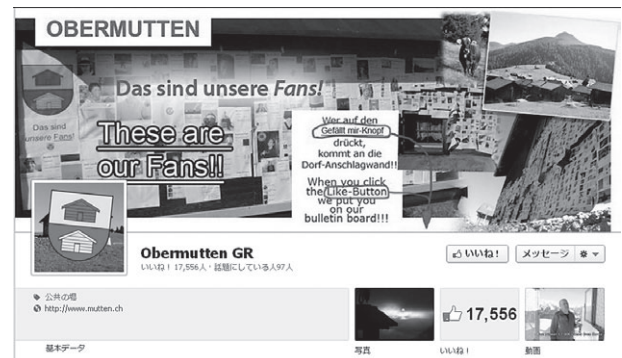 OBERMUTTEN
Das sind unsere Fans!
Das sind
unsere Fans!
These are
our Fans!!
Wer auf den
Gefällt mir-Knopf
drückt,
kommt an die
Dorf-Anschlagwand!!
When you click
the Like-Button
we put you
on our
bulletin board!!!
Obermutten GR
いいね! 17,556人・話題にしている人97人
いいね!
メッセージ
公共の場
http://www.mutten.ch
基本データ
写真
17,556
いいね!
動画